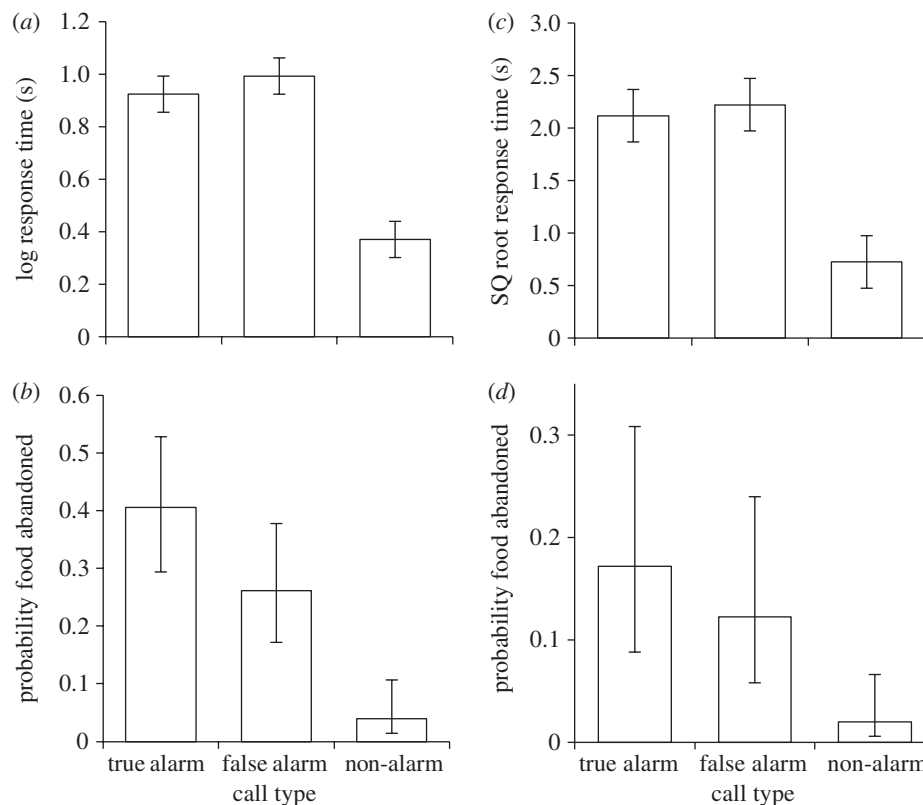 (a)
log response time (s)
1.2
1.0
0.8
0.6
0.4
0.2
0
(c)
SQ root response time (s)
3.0
2.5
2.0
1.5
1.0
0.5
0
(b)
probability food abandoned
0.6
0.5
0.4
0.3
0.2
0.1
0
true alarm false alarm non-alarm
call type
(d)
probability food abandoned
0.3
0.2
0.1
0
true alarm false alarm non-alarm
call type